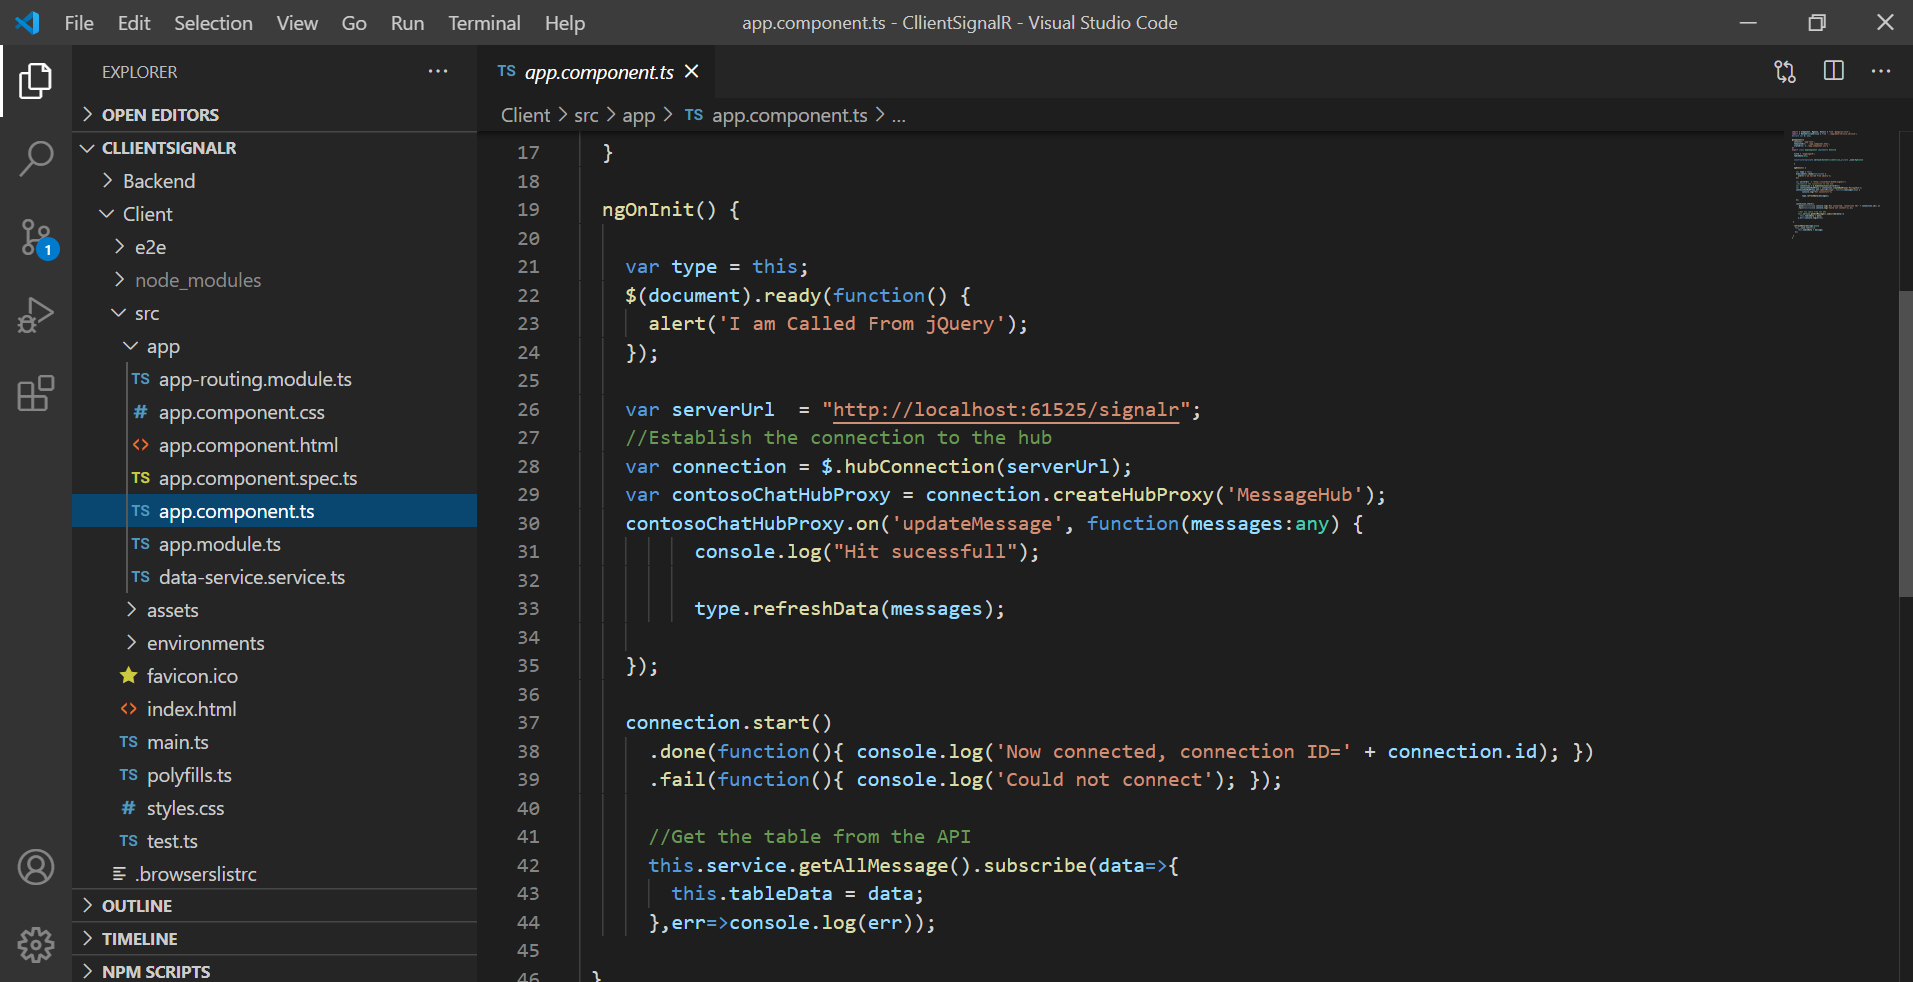 File Edit Selection View Go Run Terminal Help
app.component.ts - CllientSignalR - Visual Studio Code
EXPLORER
OPEN EDITORS
CLLIENTSIGNALR
Backend
Client
e2e
node_modules
src
app
TS app-routing.module.ts
# app.component.css
<> app.component.html
TS app.component.spec.ts
TS app.component.ts
TS app.module.ts
TS data-service.service.ts
assets
environments
favicon.ico
<> index.html
TS main.ts
TS polyfills.ts
# styles.css
TS test.ts
.browserslistrc
OUTLINE
TIMELINE
NPM SCRIPTS
1
TS app.component.ts
Client > src > app > TS app.component.ts > ...
17 }
18
19 ngOnInit() {
20
21 var type = this;
22 $(document).ready(function() {
23 alert('I am Called From jQuery');
24 });
25
26 var serverUrl  = "http://localhost:61525/signalr";
27 //Establish the connection to the hub
28 var connection = $.hubConnection(serverUrl);
29 var contosoChatHubProxy = connection.createHubProxy('MessageHub');
30 contosoChatHubProxy.on('updateMessage', function(messages:any) {
31 console.log("Hit sucessfull");
32
33 type.refreshData(messages);
34
35 });
36
37 connection.start()
38 .done(function(){ console.log('Now connected, connection ID=' + connection.id); })
39 .fail(function(){ console.log('Could not connect'); });
40
41 //Get the table from the API
42 this.service.getAllMessage().subscribe(data=>{
43 this.tableData = data;
44 },err=>console.log(err));
45
46 }